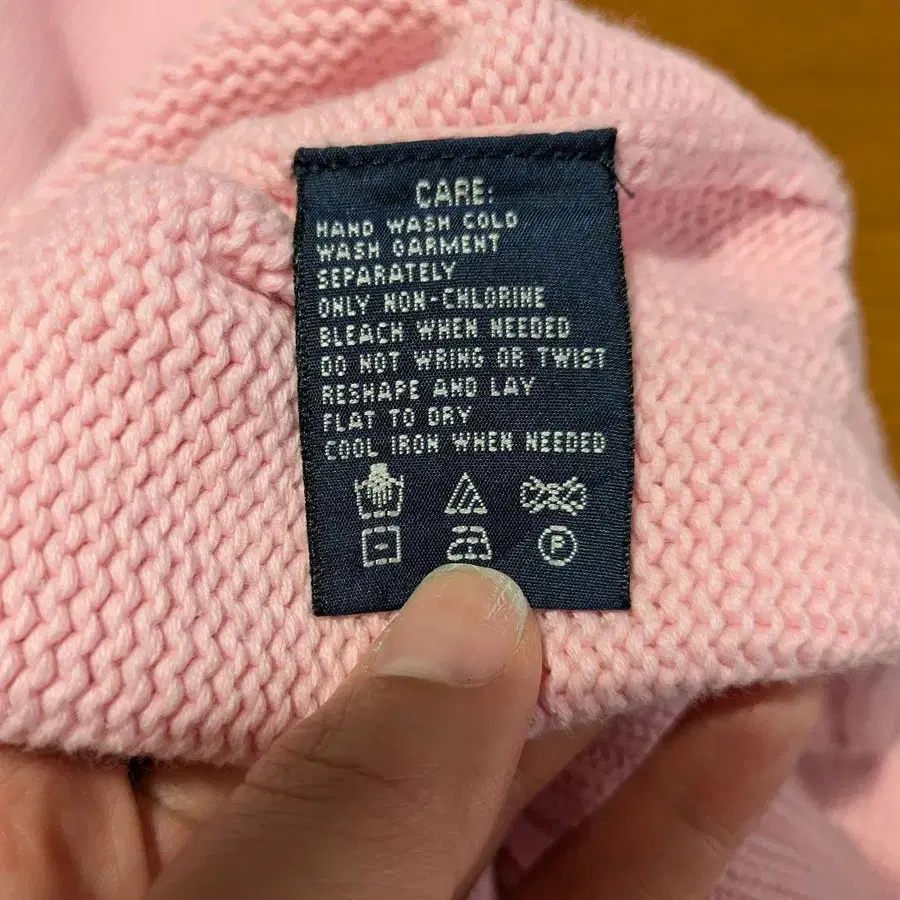 CARE:
HAND WASH COLD
WASH GARMENT
SEPARATELY
ONLY NON-CHLORINE
BLEACH WHEN NEEDED
DO NOT WRING OR TWIST
RESHAPE AND LAY
FLAT TO DRY
COOL IRON WHEN NEEDED
P